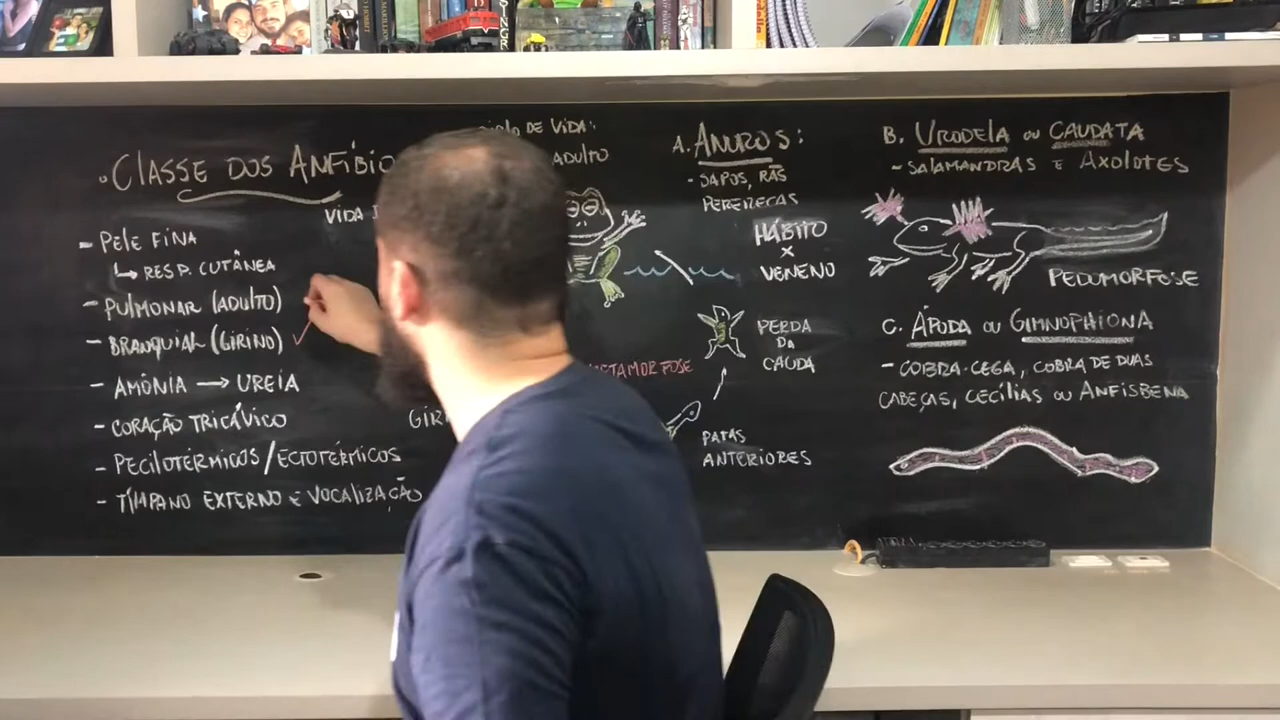 . CLASSE DOS ANFÍBIO
VIDA
- PELE FINA
↳ RESP. CUTÂNEA
- PULMONAR (ADULTO)
- BRANQUIAL (GIRINO)
- AMÔNIA → UREIA
- CORAÇÃO TRICÁVICO
- PECILOTÉRMICOS/ECTOTÉRMICOS
- TÍMPANO EXTERNO E VOCALIZAÇÃO
DE VIDA:
ADULTO
TAMORFOSE
GIRI
A. ANUROS:
- SAPOS, RÃS
PERERECAS
HÁBITO
X
VENENO
PERDA
DA
CAUDA
PATAS
ANTERIORES
B. URODELA OU CAUDATA
- SALAMANDRAS E AXOLOTES
PEDOMORFOSE
C. ÁPODA OU GIMNOPHIONA
- COBRA-CEGA, COBRA DE DUAS
CABEÇAS, CECÍLIAS OU ANFISBENA